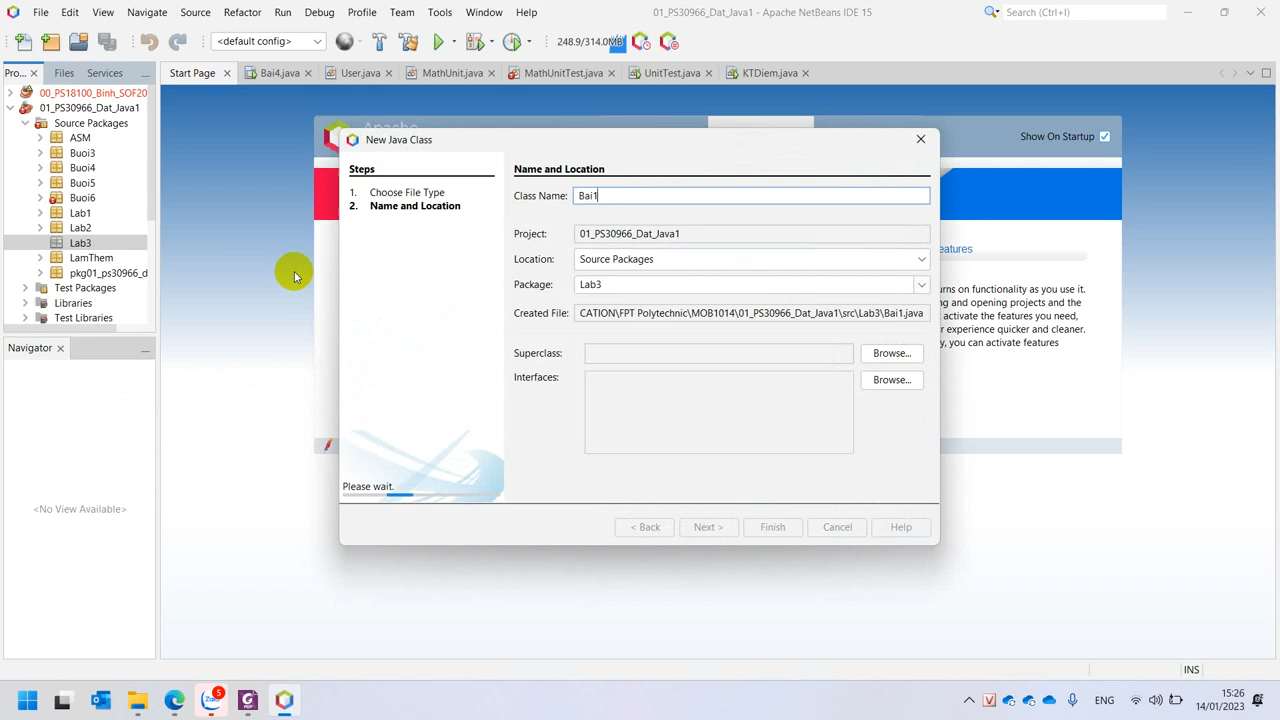 File Edit View Navigate Source Refactor Run Debug Profile Team Tools Window Help
01_PS30966_Dat_Java1 - Apache NetBeans IDE 15
Search (Ctrl+I)
<default config>
248.9/314.0MB
Pro... Files Services
Start Page Bai4.java User.java MathUnit.java MathUnitTest.java UnitTest.java KTDiem.java
00_PS18100_Binh_SOF20
01_PS30966_Dat_Java1
Source Packages
ASM
Buoi3
Buoi4
Buoi5
Buoi6
Lab1
Lab2
Lab3
LamThem
pkg01_ps30966_d
Test Packages
Libraries
Test Libraries
Navigator
<No View Available>
Apache
Show On Startup
New Java Class
Steps
1. Choose File Type
2. Name and Location
Please wait.
Name and Location
Class Name: Bai1
Project: 01_PS30966_Dat_Java1
Location: Source Packages
Package: Lab3
Created File: CATION\FPT Polytechnic\MOB1014\01_PS30966_Dat_Java1\src\Lab3\Bai1.java
Superclass: Browse...
Interfaces: Browse...
< Back Next > Finish Cancel Help
eatures
urns on functionality as you use it.
ng and opening projects and the
activate the features you need,
r experience quicker and cleaner.
y, you can activate features
INS
Zalo
5
ENG
15:26
14/01/2023